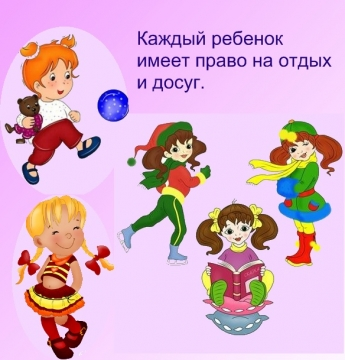 Каждый ребенок
имеет право на отдых
и досуг.